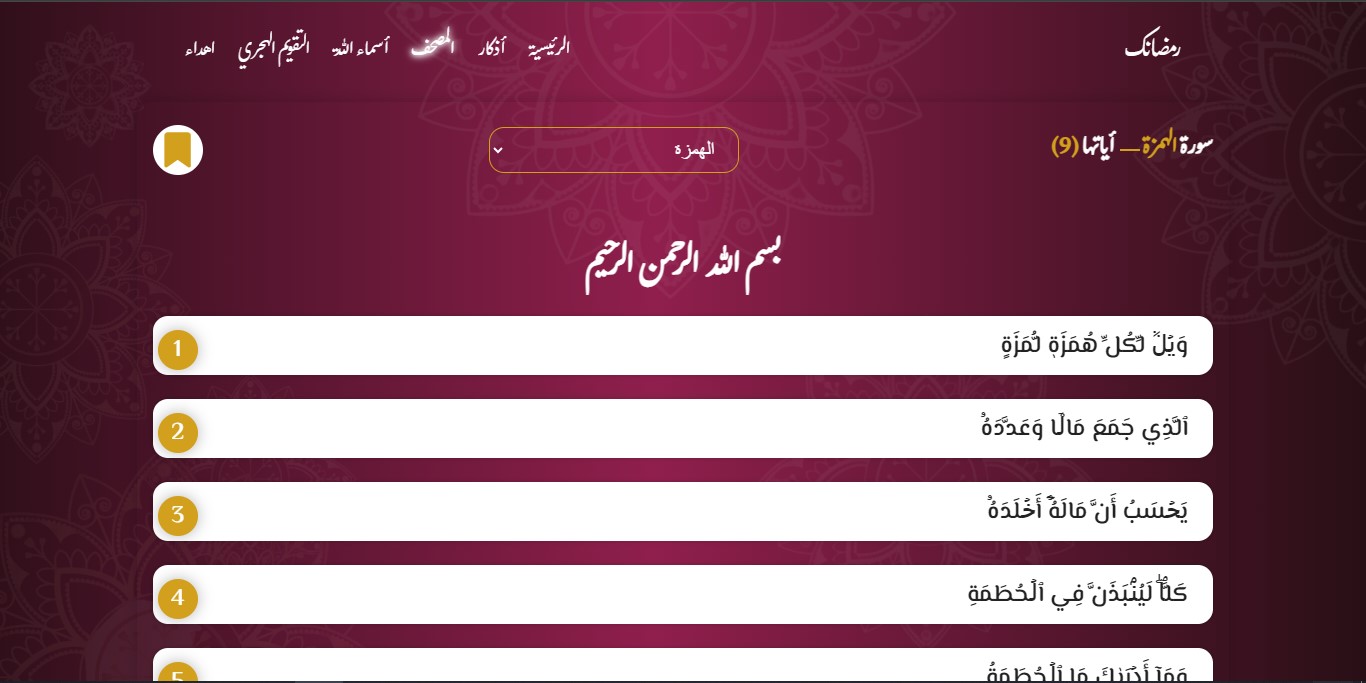 رمضانك
الرئيسية أذكار المصحف أسماء الله التقويم الهجري اهداء
سورة الهمزة — أياتها (9)
الهمزة
بسم الله الرحمن الرحيم
وَيۡلٞ لِّكُلِّ هُمَزَةٖ لُّمَزَةٍ
1
ٱلَّذِي جَمَعَ مَالٗا وَعَدَّدَهُۥ
2
يَحۡسَبُ أَنَّ مَالَهُۥٓ أَخۡلَدَهُۥ
3
كَلَّاۖ لَيُنۢبَذَنَّ فِي ٱلۡحُطَمَةِ
4
وَمَآ أَدۡرَىٰكَ مَا ٱلۡحُطَمَةُ
5